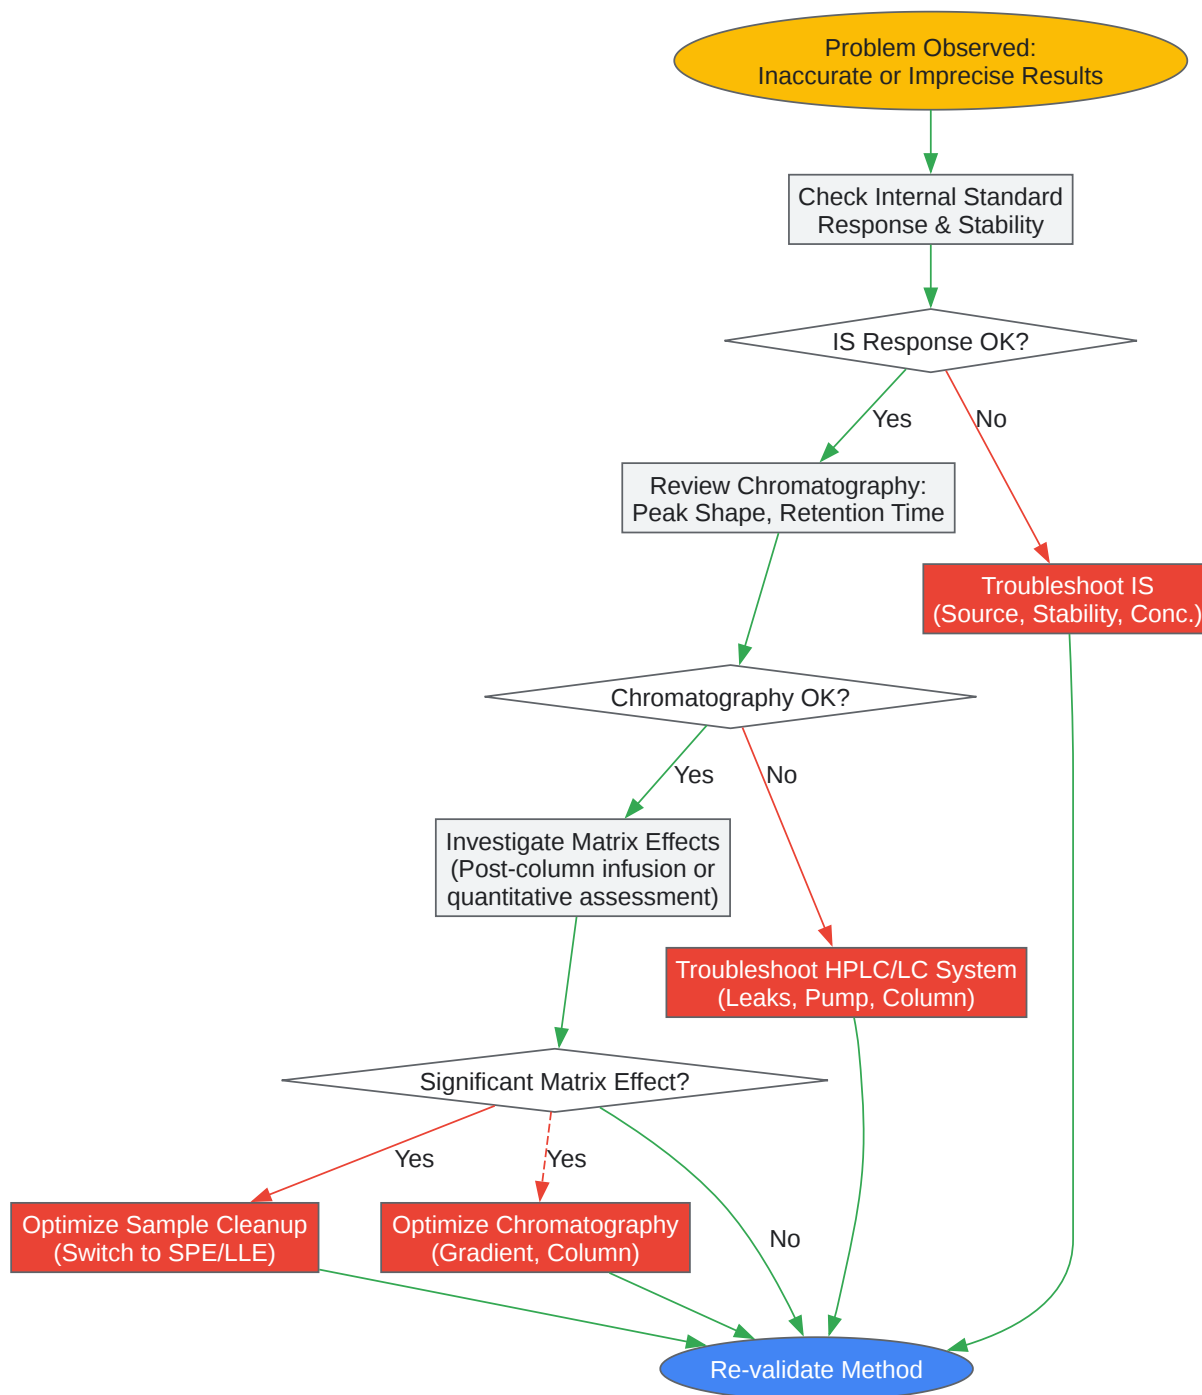 Problem Observed:
Inaccurate or Imprecise Results
Check Internal Standard
Response & Stability
IS Response OK?
Yes
No
Review Chromatography:
Peak Shape, Retention Time
Troubleshoot IS
(Source, Stability, Conc.)
Chromatography OK?
Yes
No
Investigate Matrix Effects
(Post-column infusion or
quantitative assessment)
Troubleshoot HPLC/LC System
(Leaks, Pump, Column)
Significant Matrix Effect?
Yes
Yes
No
Optimize Sample Cleanup
(Switch to SPE/LLE)
Optimize Chromatography
(Gradient, Column)
Re-validate Method